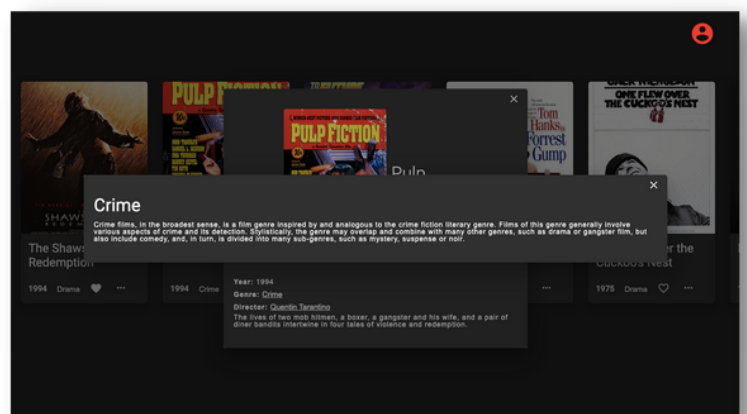 PULP FICTION
Tom
Hanks
Forrest
Gump
ONE FLEW OVER
THE CUCKOO'S NEST
PULP FICTION
Pulp
Crime
Crime films, in the broadest sense, is a film genre inspired by and analogous to the crime fiction literary genre. Films of this genre generally involve
various aspects of crime and its detection. Stylistically, the genre may overlap and combine with many other genres, such as drama or gangster film, but
also include comedy, and, in turn, is divided into many sub-genres, such as mystery, suspense or noir.
The Shaws
Redemption
er the
Cuckoo's Nest
1994 Drama
1994 Crime
1975 Drama
Year: 1994
Genre: Crime
Director: Quentin Tarantino
The lives of two mob hitmen, a boxer, a gangster and his wife, and a pair of
diner bandits intertwine in four tales of violence and redemption.